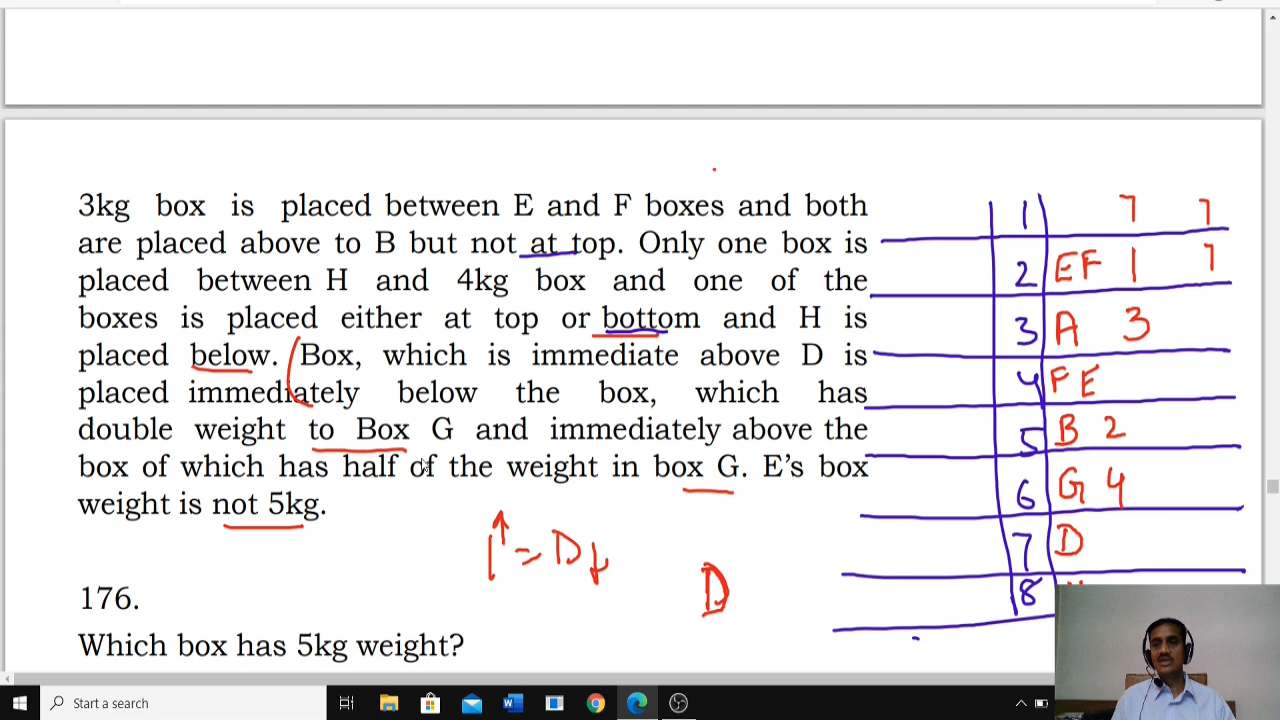 3kg box is placed between E and F boxes and both
are placed above to B but not at top. Only one box is
placed between H and 4kg box and one of the
boxes is placed either at top or bottom and H is
placed below. Box, which is immediate above D is
placed immediately below the box, which has
double weight to Box G and immediately above the
box of which has half of the weight in box G. E's box
weight is not 5kg.
1 7 7
2 EF 1 7
3 A 3
4 F E
5 B 2
6 G 4
7 D
8
1 = D
D
176.
Which box has 5kg weight?
Start a search